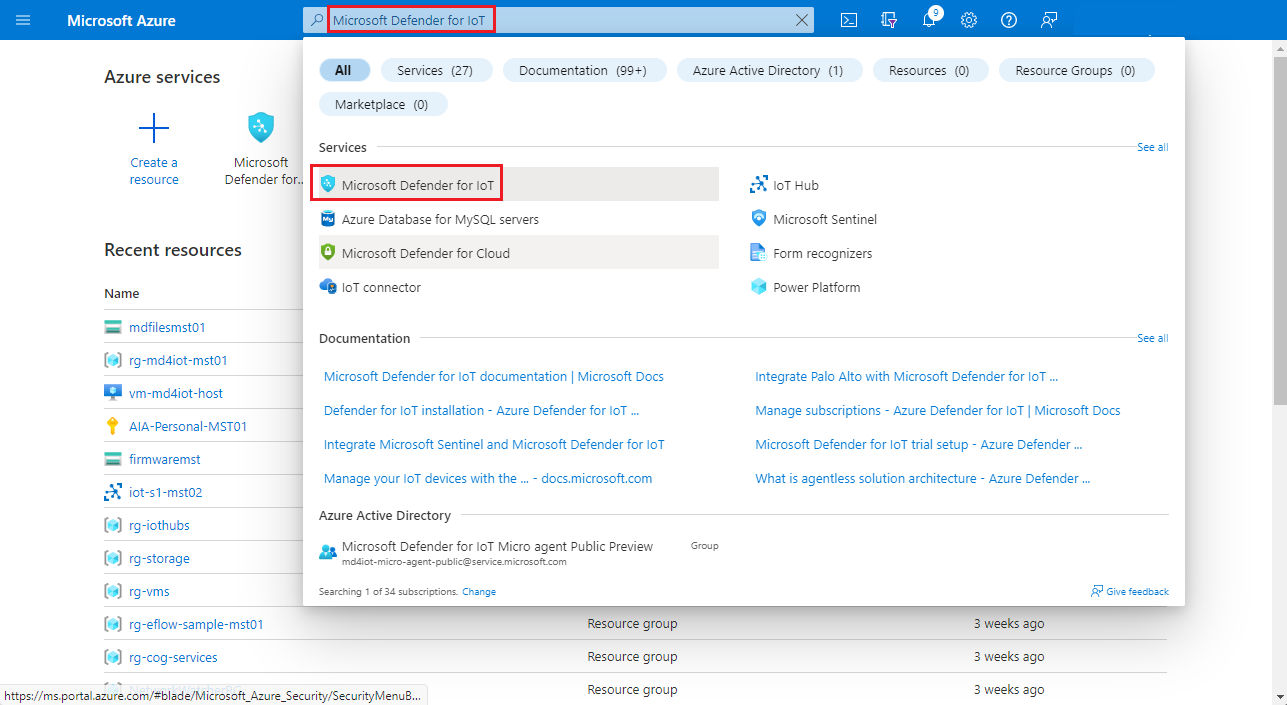 Microsoft Azure
Microsoft Defender for IoT
9
All
Services (27)
Documentation (99+)
Azure Active Directory (1)
Resources (0)
Resource Groups (0)
Marketplace (0)
Azure services
Create a
resource
Microsoft
Defender for...
Services
See all
Microsoft Defender for IoT
IoT Hub
Azure Database for MySQL servers
Microsoft Sentinel
Microsoft Defender for Cloud
Form recognizers
IoT connector
Power Platform
Documentation
See all
Microsoft Defender for IoT documentation | Microsoft Docs
Integrate Palo Alto with Microsoft Defender for IoT ...
Defender for IoT installation - Azure Defender for IoT ...
Manage subscriptions - Azure Defender for IoT | Microsoft Docs
Integrate Microsoft Sentinel and Microsoft Defender for IoT
Microsoft Defender for IoT trial setup - Azure Defender ...
Manage your IoT devices with the ... - docs.microsoft.com
What is agentless solution architecture - Azure Defender ...
Azure Active Directory
Microsoft Defender for IoT Micro agent Public Preview
Group
md4iot-micro-agent-public@service.microsoft.com
Searching 1 of 34 subscriptions. Change
Give feedback
Recent resources
Name
mdfilesmst01
rg-md4iot-mst01
vm-md4iot-host
AIA-Personal-MST01
firmwaremst
iot-s1-mst02
rg-iothubs
rg-storage
rg-vms
rg-eflow-sample-mst01
Resource group
3 weeks ago
rg-cog-services
Resource group
3 weeks ago
Resource group
3 weeks ago
https://ms.portal.azure.com/#blade/Microsoft_Azure_Security/SecurityMenuB...